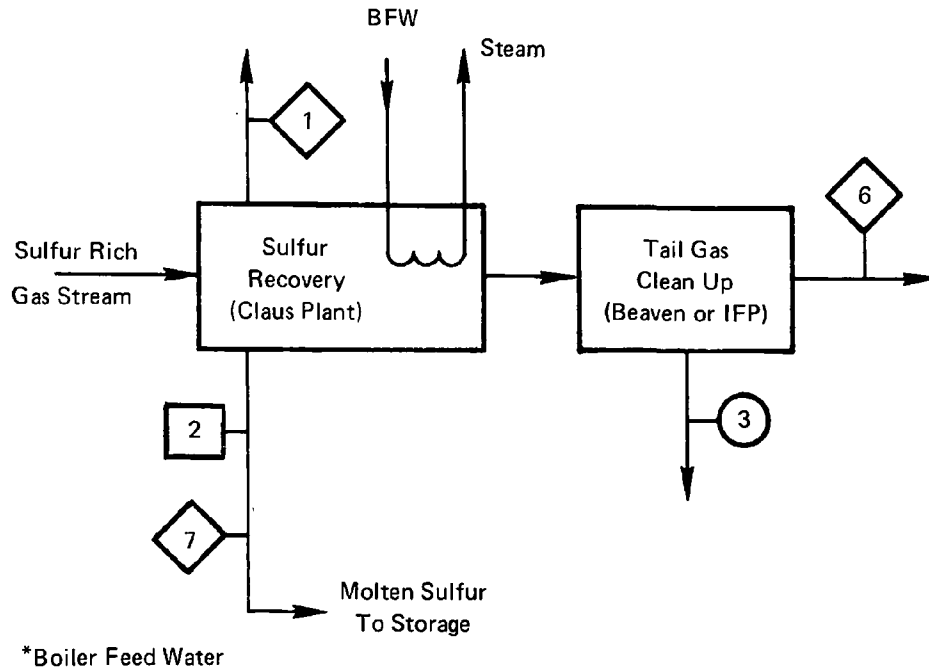 BFW
Steam
1
6
Sulfur Rich
Gas Stream
Sulfur
Recovery
(Claus Plant)
Tail Gas
Clean Up
(Beaven or IFP)
2
3
7
Molten Sulfur
To Storage
*Boiler Feed Water